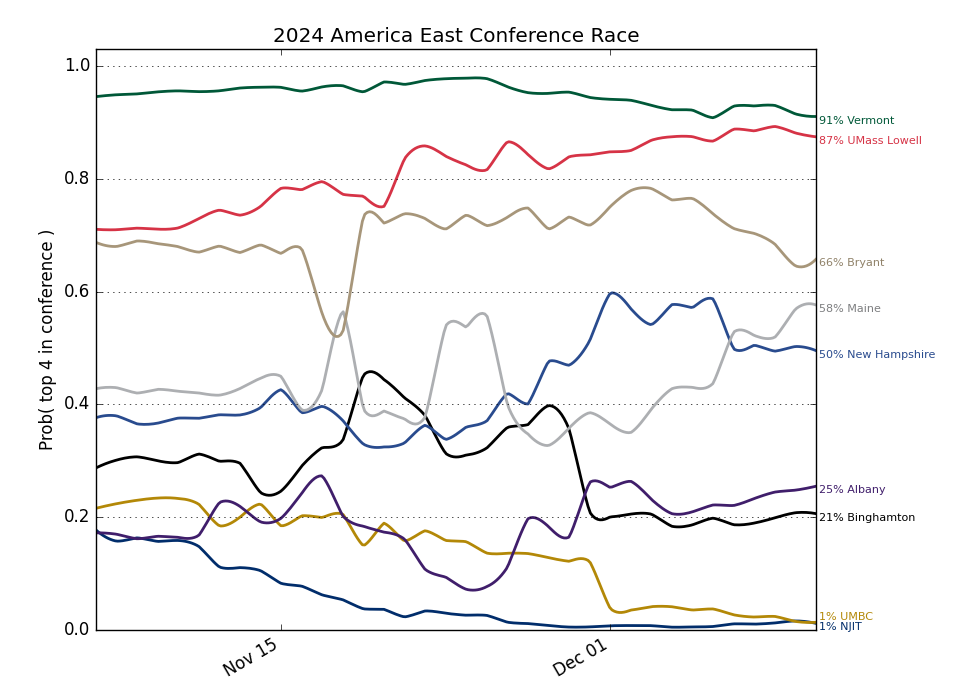 2024 America East Conference Race
Prob( top 4 in conference )
1.0
0.8
0.6
0.4
0.2
0.0
Nov 15
Dec 01
91% Vermont
87% UMass Lowell
66% Bryant
58% Maine
50% New Hampshire
25% Albany
21% Binghamton
1% UMBC
1% NJIT